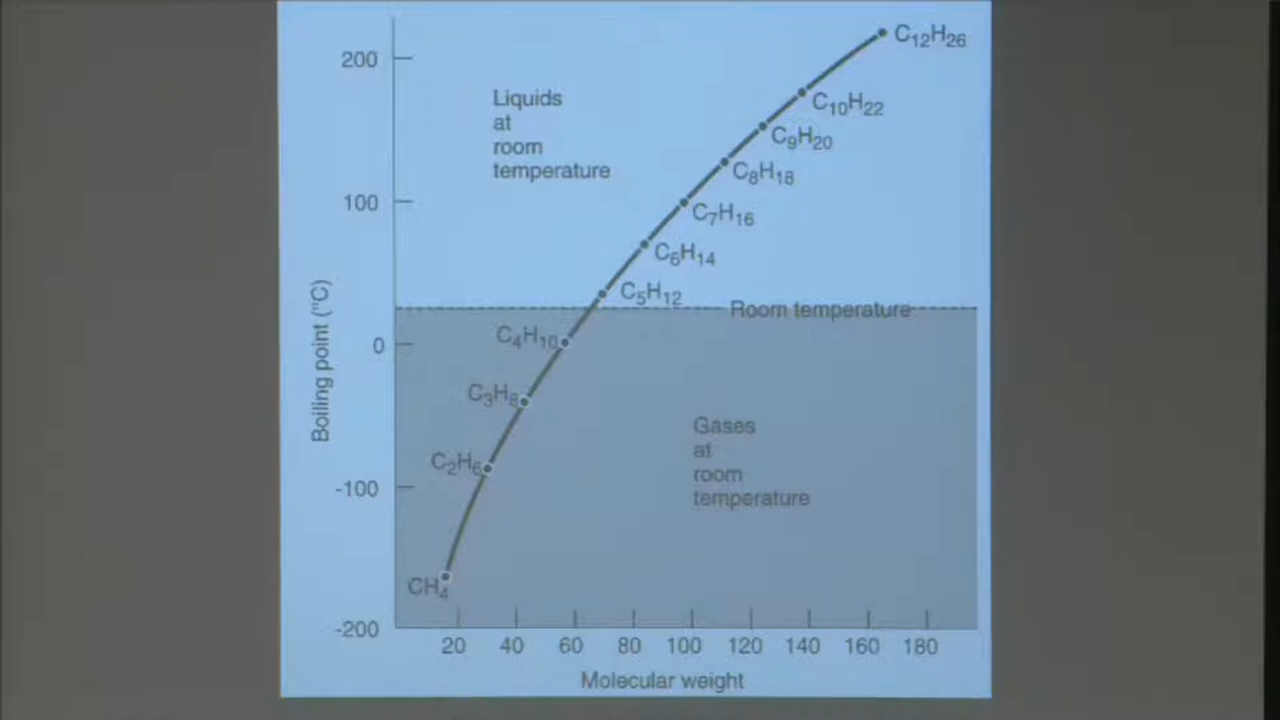 200
100
0
-100
-200
Boiling point (°C)
Liquids
at
room
temperature
C₁₂H₂₆
C₁₀H₂₂
C₉H₂₀
C₈H₁₈
C₇H₁₆
C₆H₁₄
C₅H₁₂
Room temperature
C₄H₁₀
C₃H₈
C₂H₆
CH₄
Gases
at
room
temperature
20 40 60 80 100 120 140 160 180
Molecular weight